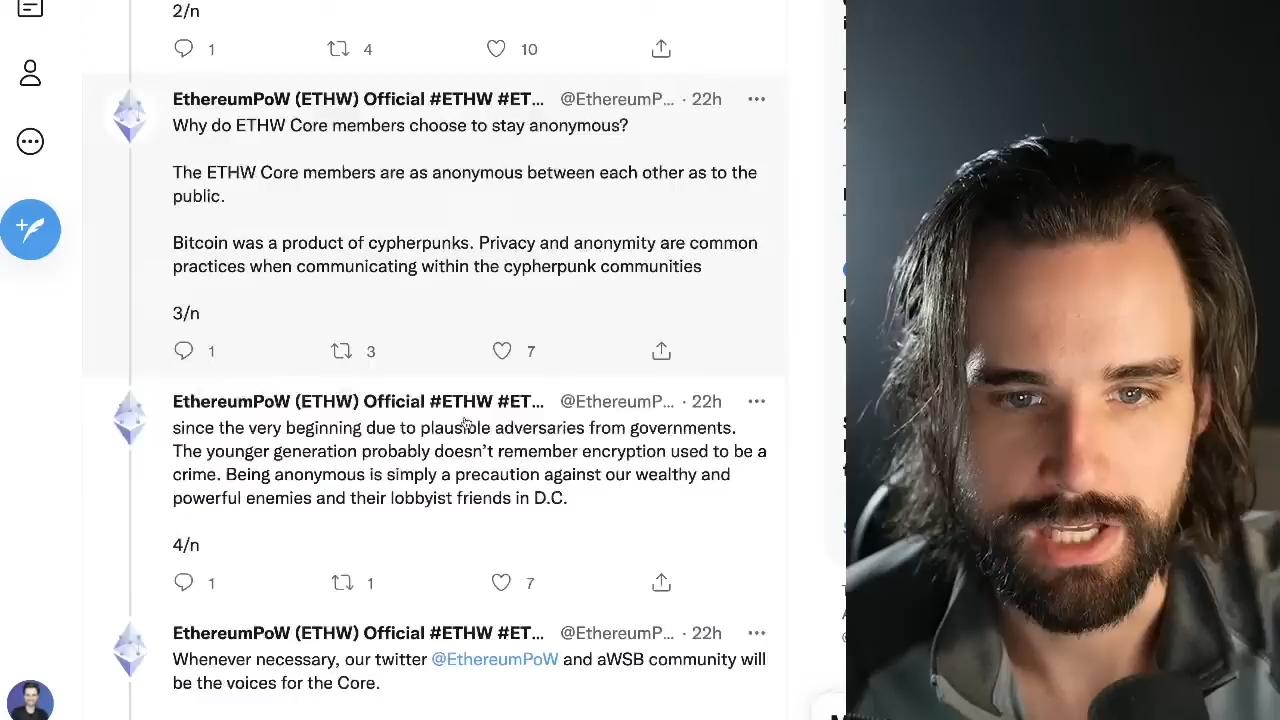 2/n
1 4 10
EthereumPoW (ETHW) Official #ETHW #ET... @EthereumP... · 22h
Why do ETHW Core members choose to stay anonymous?
The ETHW Core members are as anonymous between each other as to the
public.
Bitcoin was a product of cypherpunks. Privacy and anonymity are common
practices when communicating within the cypherpunk communities
3/n
1 3 7
EthereumPoW (ETHW) Official #ETHW #ET... @EthereumP... · 22h
since the very beginning due to plausible adversaries from governments.
The younger generation probably doesn't remember encryption used to be a
crime. Being anonymous is simply a precaution against our wealthy and
powerful enemies and their lobbyist friends in D.C.
4/n
1 1 7
EthereumPoW (ETHW) Official #ETHW #ET... @EthereumP... · 22h
Whenever necessary, our twitter @EthereumPoW and aWSB community will
be the voices for the Core.